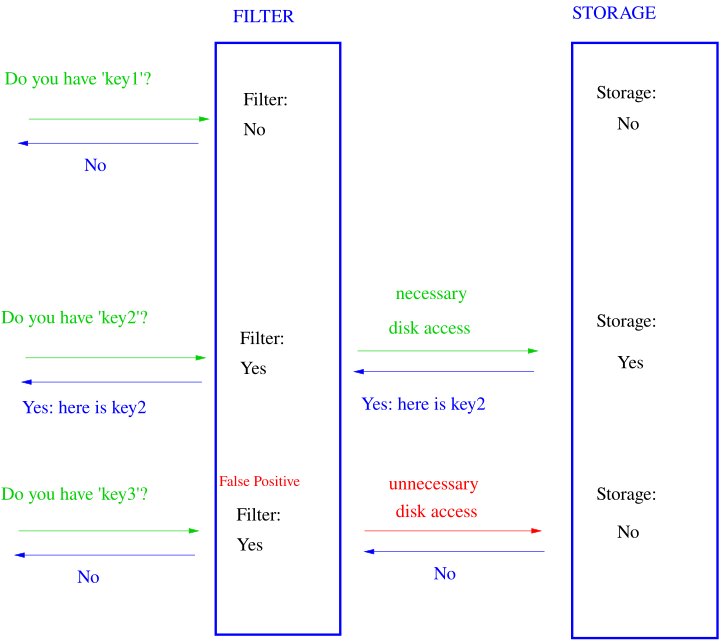 FILTER
STORAGE
Do you have 'key1'?
Filter:
No
Storage:
No
No
Do you have 'key2'?
Filter:
Yes
necessary
disk access
Storage:
Yes
Yes: here is key2
Yes: here is key2
Do you have 'key3'?
False Positive
Filter:
Yes
unnecessary
disk access
Storage:
No
No
No